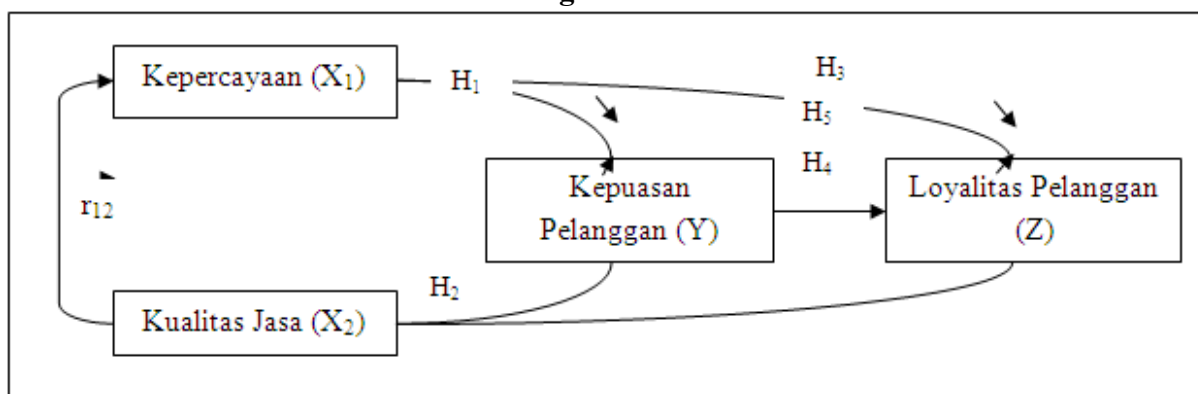 Kepercayaan (X₁)
H₁
H₃
H₅
H₄
Kepuasan
Pelanggan (Y)
Loyalitas Pelanggan
(Z)
r₁₂
H₂
Kualitas Jasa (X₂)